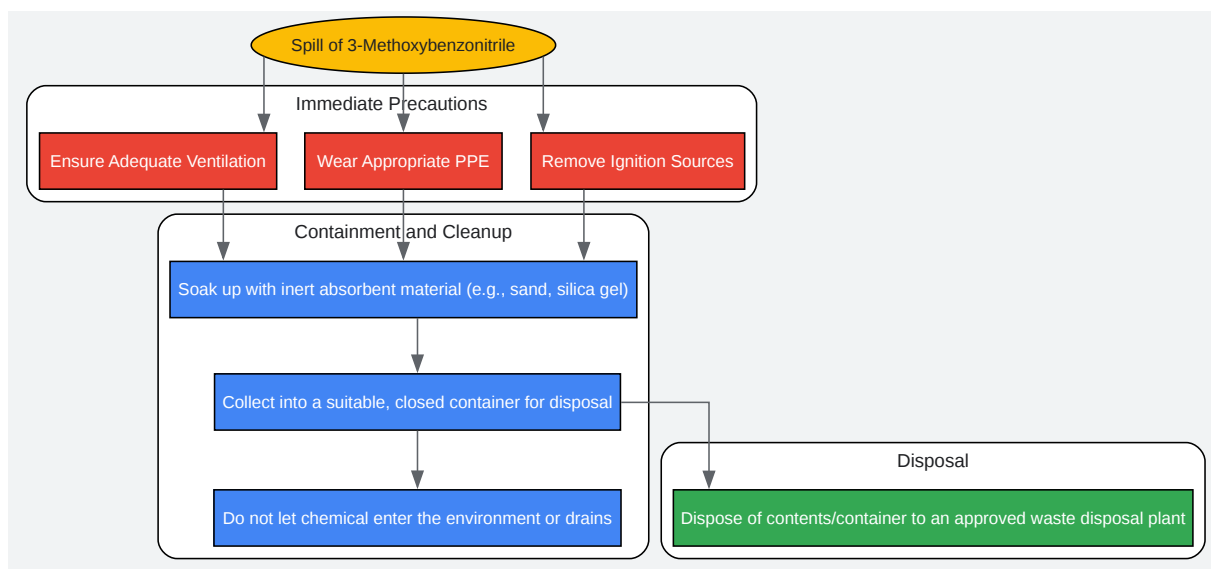 Spill of 3-Methoxybenzonitrile
Immediate Precautions
Ensure Adequate Ventilation
Wear Appropriate PPE
Remove Ignition Sources
Containment and Cleanup
Soak up with inert absorbent material (e.g., sand, silica gel)
Collect into a suitable, closed container for disposal
Do not let chemical enter the environment or drains
Disposal
Dispose of contents/container to an approved waste disposal plant